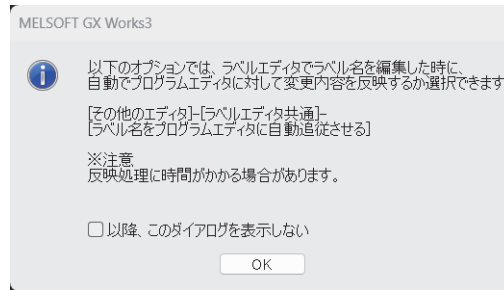 MELSOFT GX Works3
以下のオプションでは、ラベルエディタでラベル名を編集した時に、
自動でプログラムエディタに対して変更内容を反映するか選択できます
[その他のエディタ]-[ラベルエディタ共通]-
[ラベル名をプログラムエディタに自動追従させる]
※注意
反映処理に時間がかかる場合があります。
以降、このダイアログを表示しない
OK